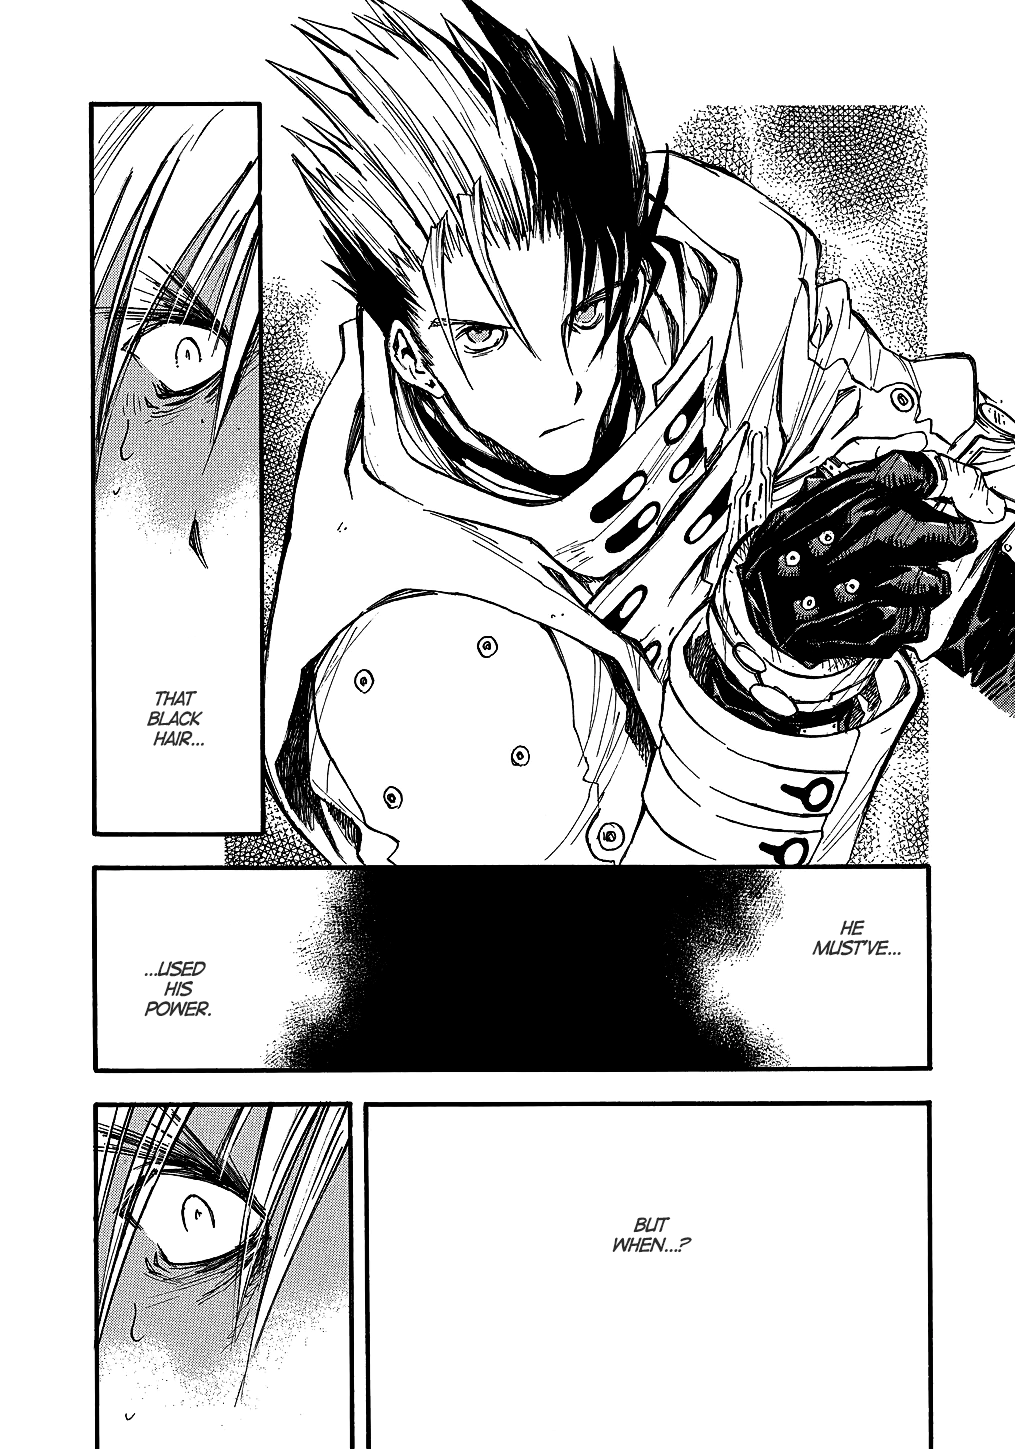 THAT
BLACK
HAIR...
HE
MUST'VE...
...USED
HIS
POWER.
BUT
WHEN...?